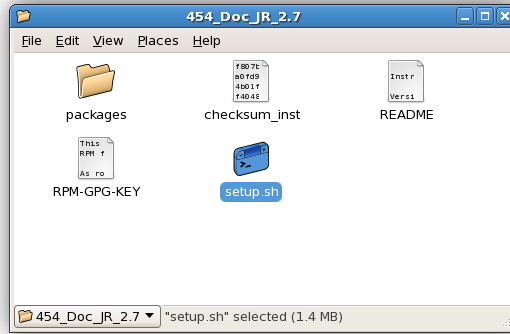 454_Doc_JR_2.7
File Edit View Places Help
f807b
a0fd9
4b01f
f4048
Instr
Versi
packages checksum_inst README
This
RPM f
As ro
RPM-GPG-KEY setup.sh
454_Doc_JR_2.7 "setup.sh" selected (1.4 MB)